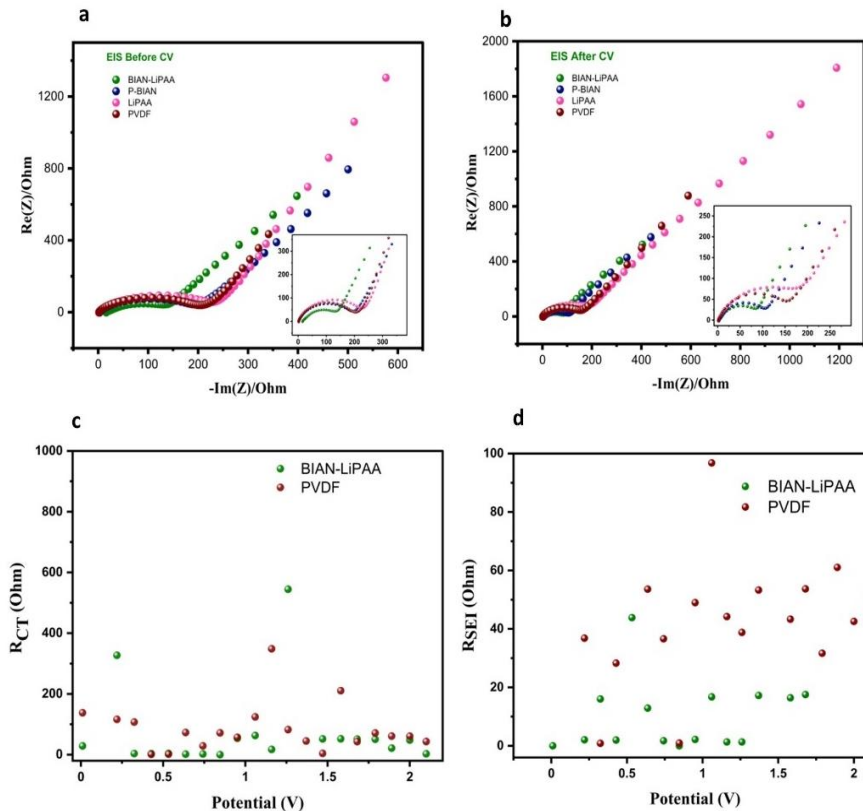 a
EIS Before CV
BIAN-LiPAA
P-BIAN
LiPAA
PVDF
Re(Z)/Ohm
1200
800
400
0
0 100 200 300 400 500 600
-Im(Z)/Ohm
300
200
100
0
0 100 200 300
b
EIS After CV
BIAN-LiPAA
P-BIAN
LiPAA
PVDF
Re(Z)/Ohm
2000
1600
1200
800
400
0
0 200 400 600 800 1000 1200
-Im(Z)/Ohm
250
200
150
100
50
0
0 50 100 150 200 250
c
BIAN-LiPAA
PVDF
RCT (Ohm)
1000
800
600
400
200
0
0 0.5 1 1.5 2
Potential (V)
d
BIAN-LiPAA
PVDF
RSEI (Ohm)
100
80
60
40
20
0
0 0.5 1 1.5 2
Potential (V)